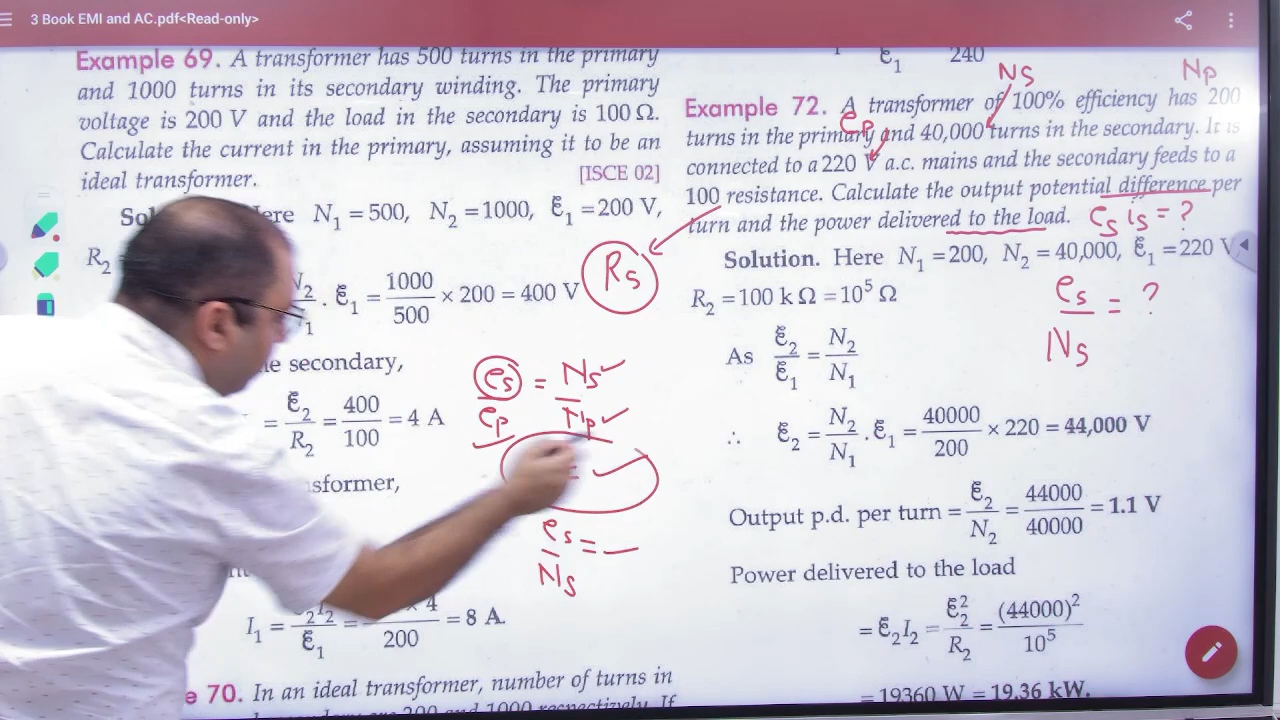 3 Book EMI and AC.pdf<Read-only>
Example 69. A transformer has 500 turns in the primary
and 1000 turns in its secondary winding. The primary
voltage is 200 V and the load in the secondary is 100 Ω.
Calculate the current in the primary, assuming it to be an
ideal transformer. [ISCE 02]
Here N₁ = 500, N₂ = 1000, ℰ₁ = 200 V,
R₂
. ℰ₁ = 1000/500 × 200 = 400 V
secondary,
= ℰ₂/R₂ = 400/100 = 4 A
I₁ = 200 = 8 A.
70. In an ideal transformer, number of turns in
200 and 1000 respectively. If
Rs
es/ep = Ns/Np
es/Ns =
ℰ₁ 240
NS
Np
Example 72. A transformer of 100% efficiency has 200
turns in the primary and 40,000 turns in the secondary. It is
connected to a 220 V a.c. mains and the secondary feeds to a
100 resistance. Calculate the output potential difference per
turn and the power delivered to the load.
ep
es is = ?
Solution. Here N₁ = 200, N₂ = 40,000, ℰ₁ = 220 V
R₂ = 100 k Ω = 10⁵ Ω
es/Ns = ?
As ℰ₂/ℰ₁ = N₂/N₁
∴ ℰ₂ = N₂/N₁ . ℰ₁ = 40000/200 × 220 = 44,000 V
Output p.d. per turn = ℰ₂/N₂ = 44000/40000 = 1.1 V
Power delivered to the load
= ℰ₂I₂ = ℰ₂²/R₂ = (44000)²/10⁵
= 19360 W = 19.36 kW.